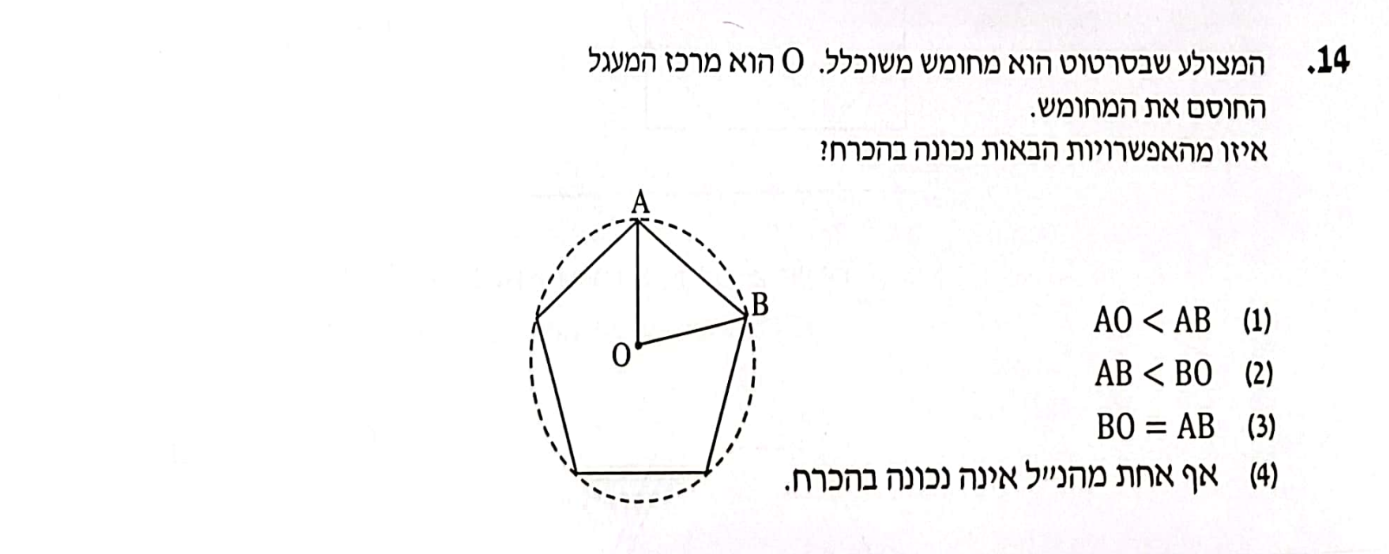 14. המצולע שבסרטוט הוא מחומש משוכלל. O הוא מרכז המעגל
החוסם את המחומש.
איזו מהאפשרויות הבאות נכונה בהכרח?
A
B
O
(1) AO < AB
(2) AB < BO
(3) BO = AB
(4) אף אחת מהנ״ל אינה נכונה בהכרח.